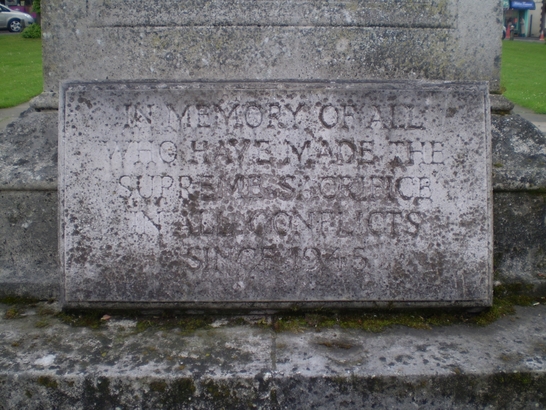 IN MEMORY OF ALL
WHO HAVE MADE THE
SUPREME SACRIFICE
IN ALL CONFLICTS
SINCE 1945